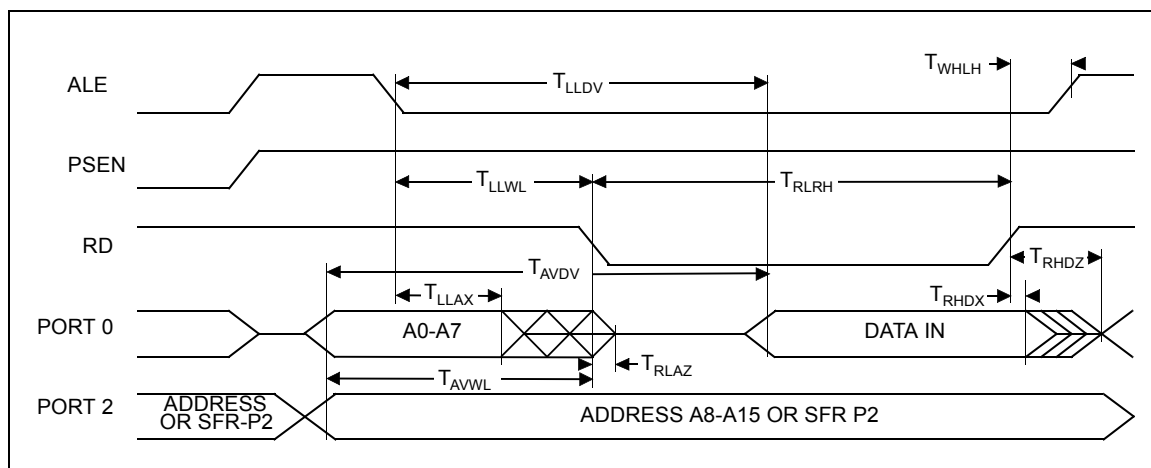 ALE
T_LLDV
T_WHLH
PSEN
T_LLWL
T_RLRH
RD
T_AVDV
T_RHDZ
T_LLAX
T_RHDX
PORT 0
A0-A7
DATA IN
T_RLAZ
T_AVWL
PORT 2
ADDRESS
OR SFR-P2
ADDRESS A8-A15 OR SFR P2